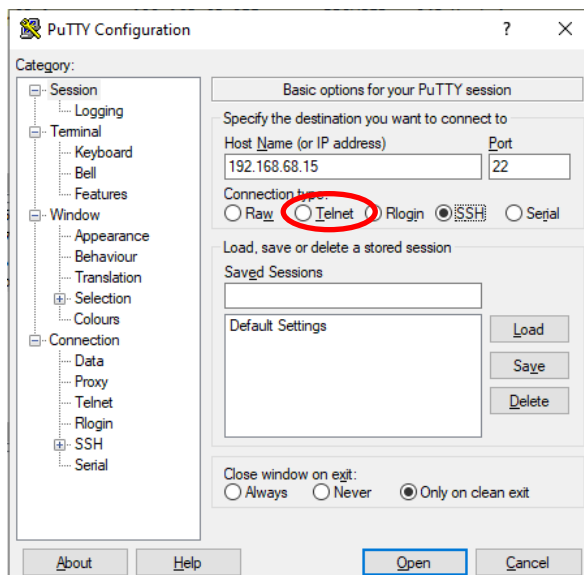 PuTTY Configuration
? 
Category:
Session
Logging
Terminal
Keyboard
Bell
Features
Window
Appearance
Behaviour
Translation
Selection
Colours
Connection
Data
Proxy
Telnet
Rlogin
SSH
Serial
Basic options for your PuTTY session
Specify the destination you want to connect to
Host Name (or IP address) Port
192.168.68.15 22
Connection type:
Raw Telnet Rlogin SSH Serial
Load, save or delete a stored session
Saved Sessions
Default Settings
Load
Save
Delete
Close window on exit:
Always Never Only on clean exit
About Help Open Cancel